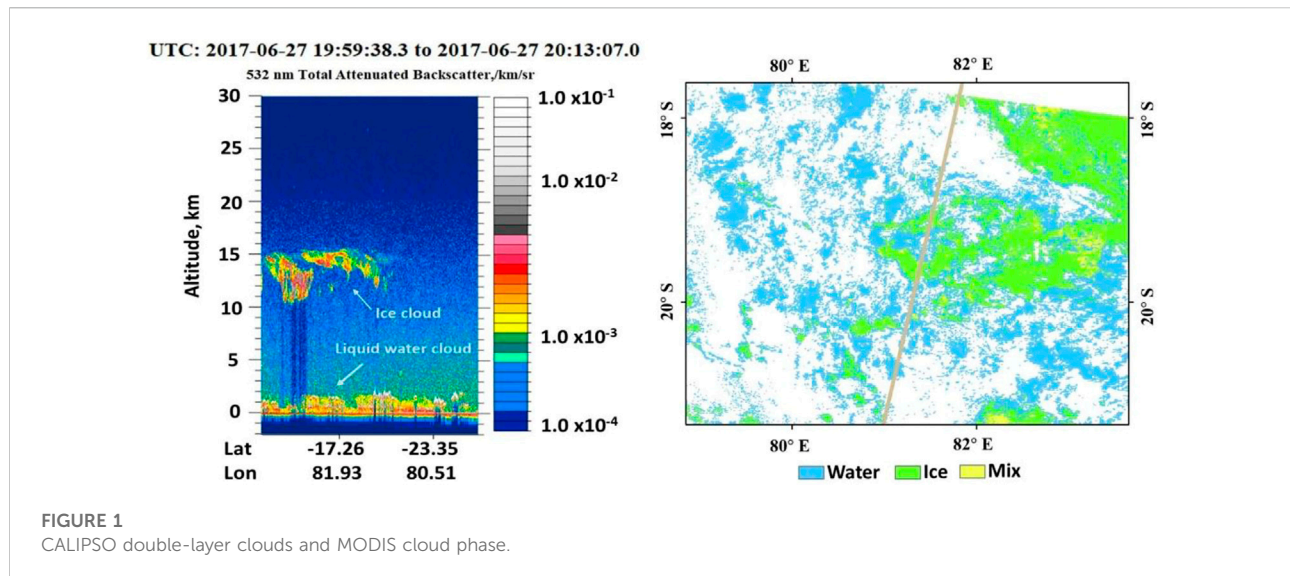 UTC: 2017-06-27 19:59:38.3 to 2017-06-27 20:13:07.0
532 nm Total Attenuated Backscatter,/km/sr
Altitude, km
30
25
20
15
10
5
0
Ice cloud
Liquid water cloud
1.0 x10⁻¹
1.0 x10⁻²
1.0 x10⁻³
1.0 x10⁻⁴
Lat -17.26 -23.35
Lon 81.93 80.51
80° E 82° E
18° S 18° S
20° S 20° S
80° E 82° E
Water Ice Mix
FIGURE 1
CALIPSO double-layer clouds and MODIS cloud phase.